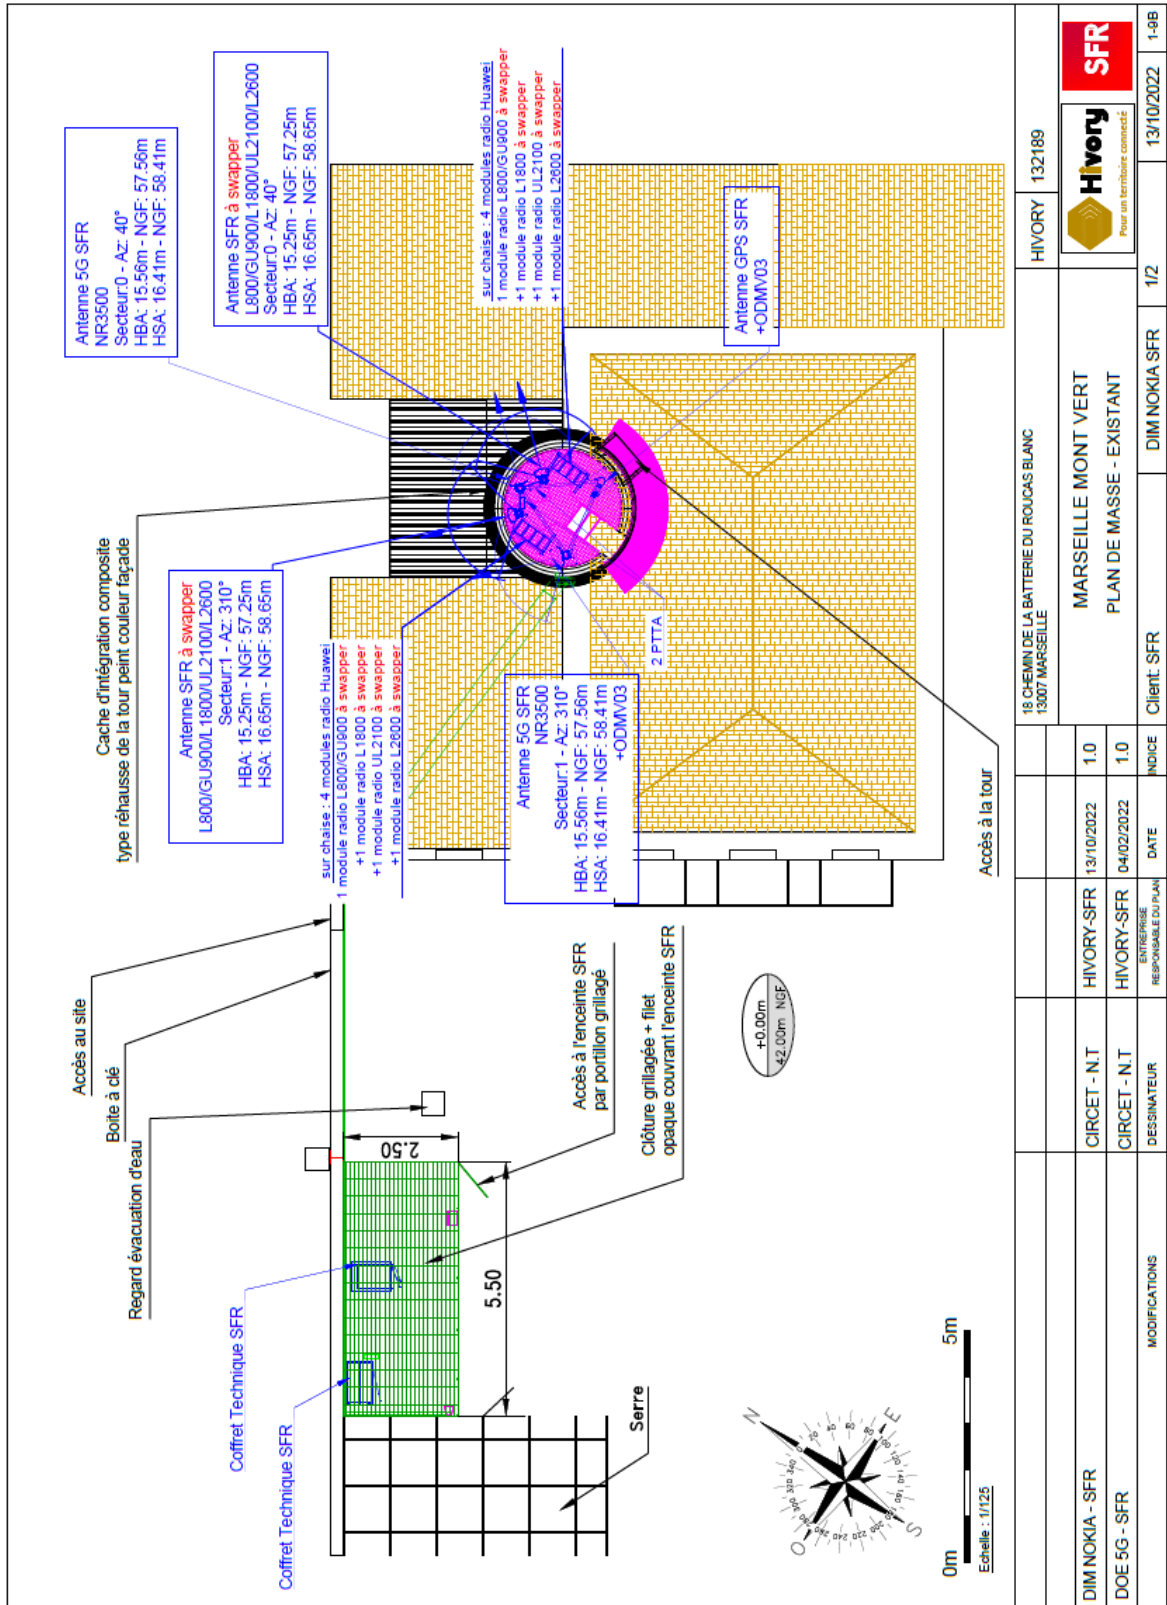 Antenne 5G SFR
NR3500
Secteur:0 - Az: 40°
HBA: 15.56m - NGF: 57.56m
HSA: 16.41m - NGF: 58.41m
Antenne SFR à swapper
L800/GU900/L1800/UL2100/L2600
Secteur:0 - Az: 40°
HBA: 15.25m - NGF: 57.25m
HSA: 16.65m - NGF: 58.65m
sur chaise : 4 modules radio Huawei
1 module radio L800/GU900 à swapper
+1 module radio L1800 à swapper
+1 module radio UL2100 à swapper
+1 module radio L2600 à swapper
Antenne GPS SFR
+ODMV03
Cache d'intégration composite
type réhausse de la tour peint couleur façade
Antenne SFR à swapper
L800/GU900/L1800/UL2100/L2600
Secteur:1 - Az: 310°
HBA: 15.25m - NGF: 57.25m
HSA: 16.65m - NGF: 58.65m
sur chaise : 4 modules radio Huawei
1 module radio L800/GU900 à swapper
+1 module radio L1800 à swapper
+1 module radio UL2100 à swapper
+1 module radio L2600 à swapper
Antenne 5G SFR
NR3500
Secteur:1 - Az: 310°
HBA: 15.56m - NGF: 57.56m
HSA: 16.41m - NGF: 58.41m
+ODMV03
2 PTTA
Accès à la tour
Accès au site
Boite à clé
Regard évacuation d'eau
Coffret Technique SFR
Coffret Technique SFR
2.50
5.50
Accès à l'enceinte SFR
par portillon grillagé
Clôture grillagée + filet
opaque couvrant l'enceinte SFR
+0.00m
42.00m NGF
Serre
N
E
S
O
0m
5m
Echelle : 1/125
DIM NOKIA - SFR
CIRCET - N.T
HIVORY-SFR
13/10/2022
1.0
DOE 5G - SFR
CIRCET - N.T
HIVORY-SFR
04/02/2022
1.0
MODIFICATIONS
DESSINATEUR
ENTREPRISE
RESPONSABLE DU PLAN
DATE
INDICE
18 CHEMIN DE LA BATTERIE DU ROUCAS BLANC
13007 MARSEILLE
HIVORY
132189
MARSEILLE MONT VERT
PLAN DE MASSE - EXISTANT
Hivory
Pour un territoire connecté
SFR
Client: SFR
DIM NOKIA SFR
1/2
13/10/2022
1-9B